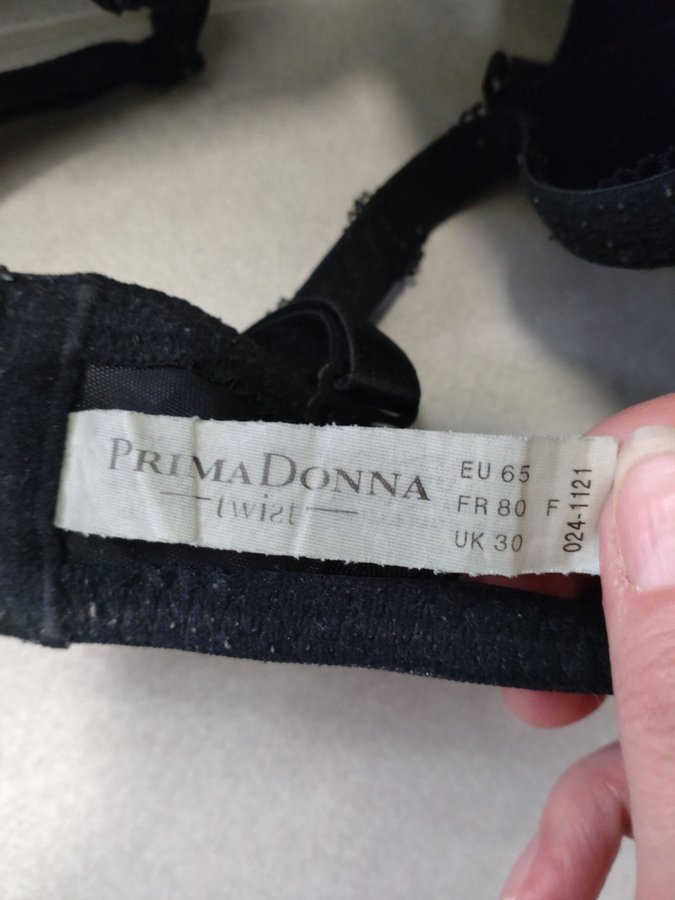 PRIMADONNA
twist
EU 65
FR 80 F
UK 30
024-1121